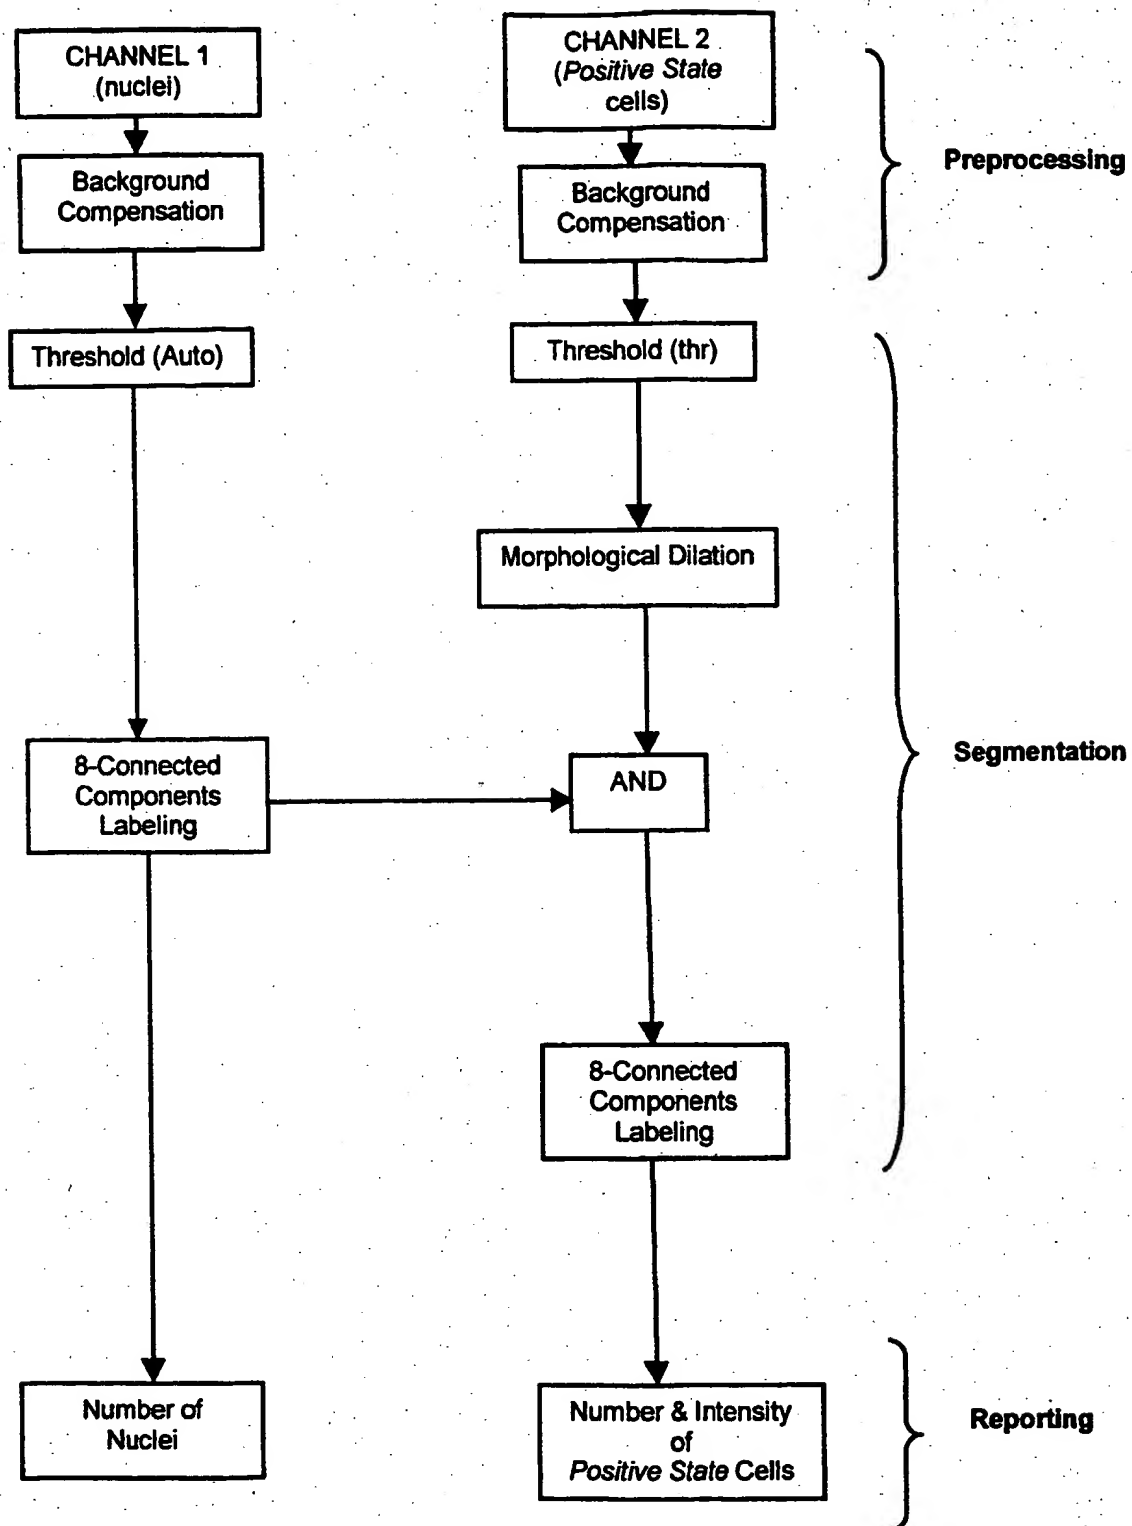 CHANNEL 1
(nuclei)
CHANNEL 2
(Positive State
cells)
Preprocessing
Background
Compensation
Background
Compensation
Threshold (Auto)
Threshold (thr)
Morphological Dilation
Segmentation
8-Connected
Components
Labeling
AND
8-Connected
Components
Labeling
Number of
Nuclei
Number & Intensity
of
Positive State Cells
Reporting